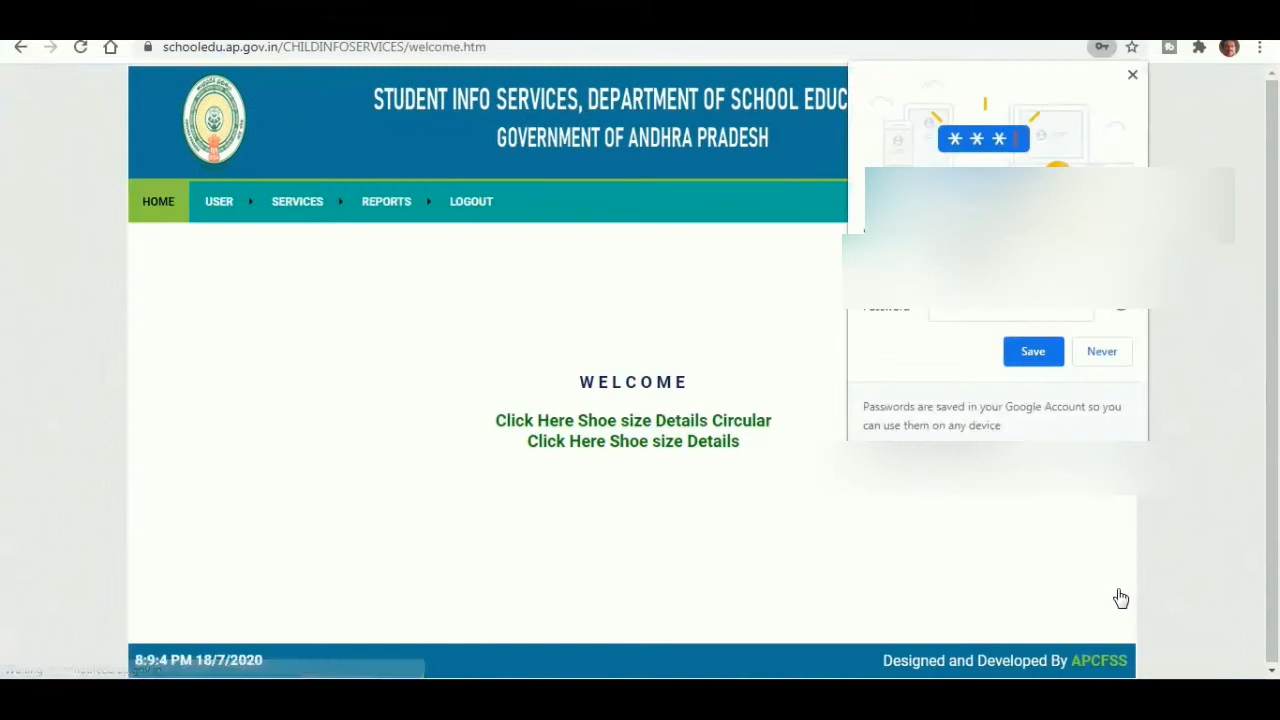 schooledu.ap.gov.in/CHILDINFOSERVICES/welcome.htm
STUDENT INFO SERVICES, DEPARTMENT OF SCHOOL EDUC
GOVERNMENT OF ANDHRA PRADESH
HOME USER SERVICES REPORTS LOGOUT
***
Password
Save Never
Passwords are saved in your Google Account so you
can use them on any device
WELCOME
Click Here Shoe size Details Circular
Click Here Shoe size Details
8:9:4 PM 18/7/2020
Designed and Developed By APCFSS